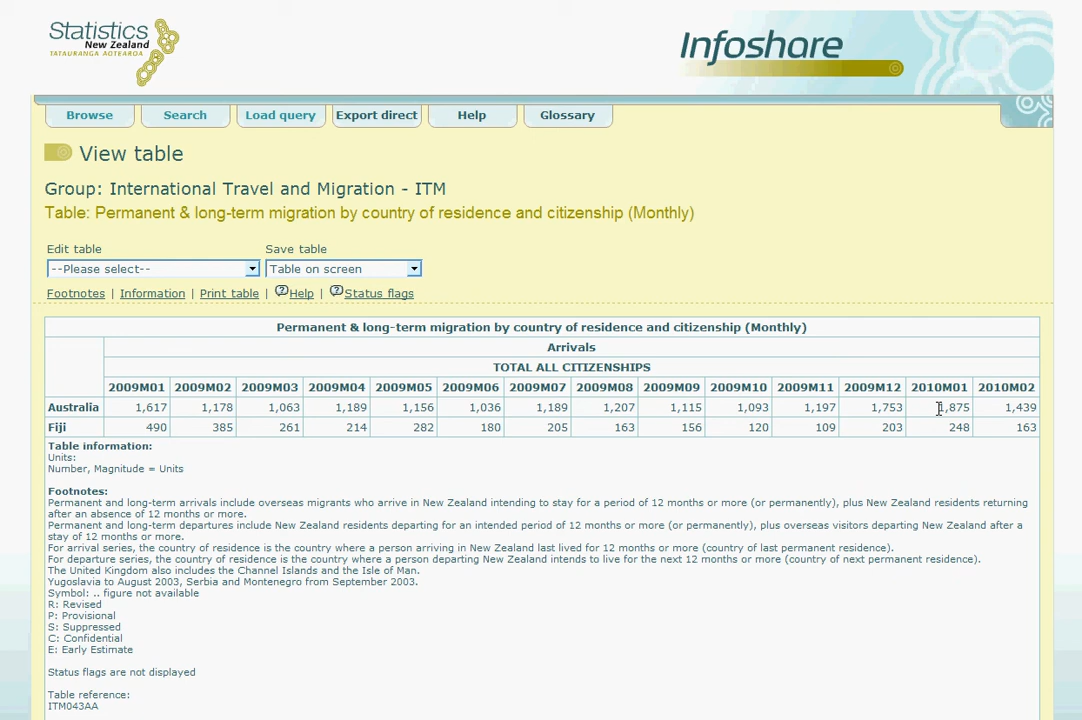 Statistics
New Zealand
TATAURANGA AOTEAROA
Infoshare
Browse Search Load query Export direct Help Glossary
View table
Group: International Travel and Migration - ITM
Table: Permanent & long-term migration by country of residence and citizenship (Monthly)
Edit table Save table
--Please select-- Table on screen
Footnotes | Information | Print table | Help | Status flags
Permanent & long-term migration by country of residence and citizenship (Monthly)
Arrivals
TOTAL ALL CITIZENSHIPS
2009M01 2009M02 2009M03 2009M04 2009M05 2009M06 2009M07 2009M08 2009M09 2009M10 2009M11 2009M12 2010M01 2010M02
Australia 1,617 1,178 1,063 1,189 1,156 1,036 1,189 1,207 1,115 1,093 1,197 1,753 1,875 1,439
Fiji 490 385 261 214 282 180 205 163 156 120 109 203 248 163
Table information:
Units:
Number, Magnitude = Units
Footnotes:
Permanent and long-term arrivals include overseas migrants who arrive in New Zealand intending to stay for a period of 12 months or more (or permanently), plus New Zealand residents returning
after an absence of 12 months or more.
Permanent and long-term departures include New Zealand residents departing for an intended period of 12 months or more (or permanently), plus overseas visitors departing New Zealand after a
stay of 12 months or more.
For arrival series, the country of residence is the country where a person arriving in New Zealand last lived for 12 months or more (country of last permanent residence).
For departure series, the country of residence is the country where a person departing New Zealand intends to live for the next 12 months or more (country of next permanent residence).
The United Kingdom also includes the Channel Islands and the Isle of Man.
Yugoslavia to August 2003, Serbia and Montenegro from September 2003.
Symbol: .. figure not available
R: Revised
P: Provisional
S: Suppressed
C: Confidential
E: Early Estimate
Status flags are not displayed
Table reference:
ITM043AA